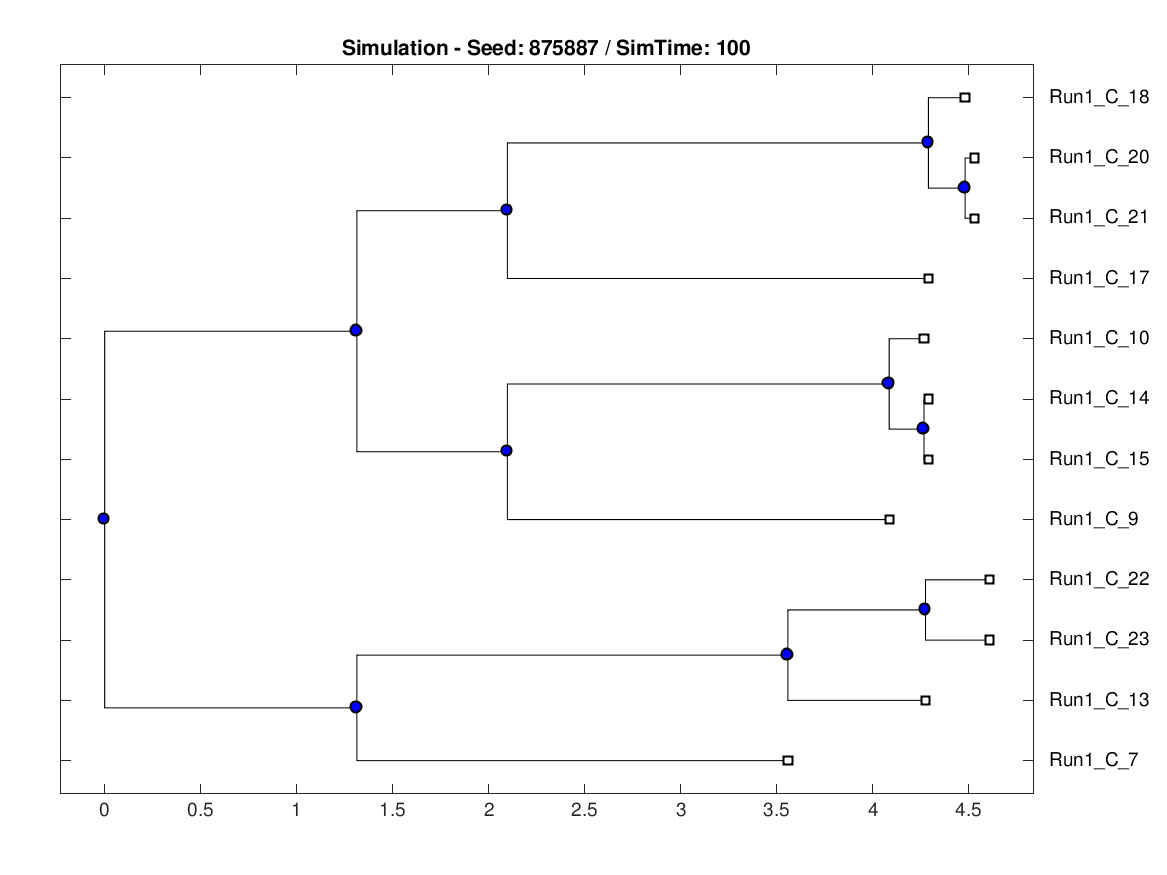 Simulation - Seed: 875887 / SimTime: 100
Run1_C_18
Run1_C_20
Run1_C_21
Run1_C_17
Run1_C_10
Run1_C_14
Run1_C_15
Run1_C_9
Run1_C_22
Run1_C_23
Run1_C_13
Run1_C_7
0 0.5 1 1.5 2 2.5 3 3.5 4 4.5